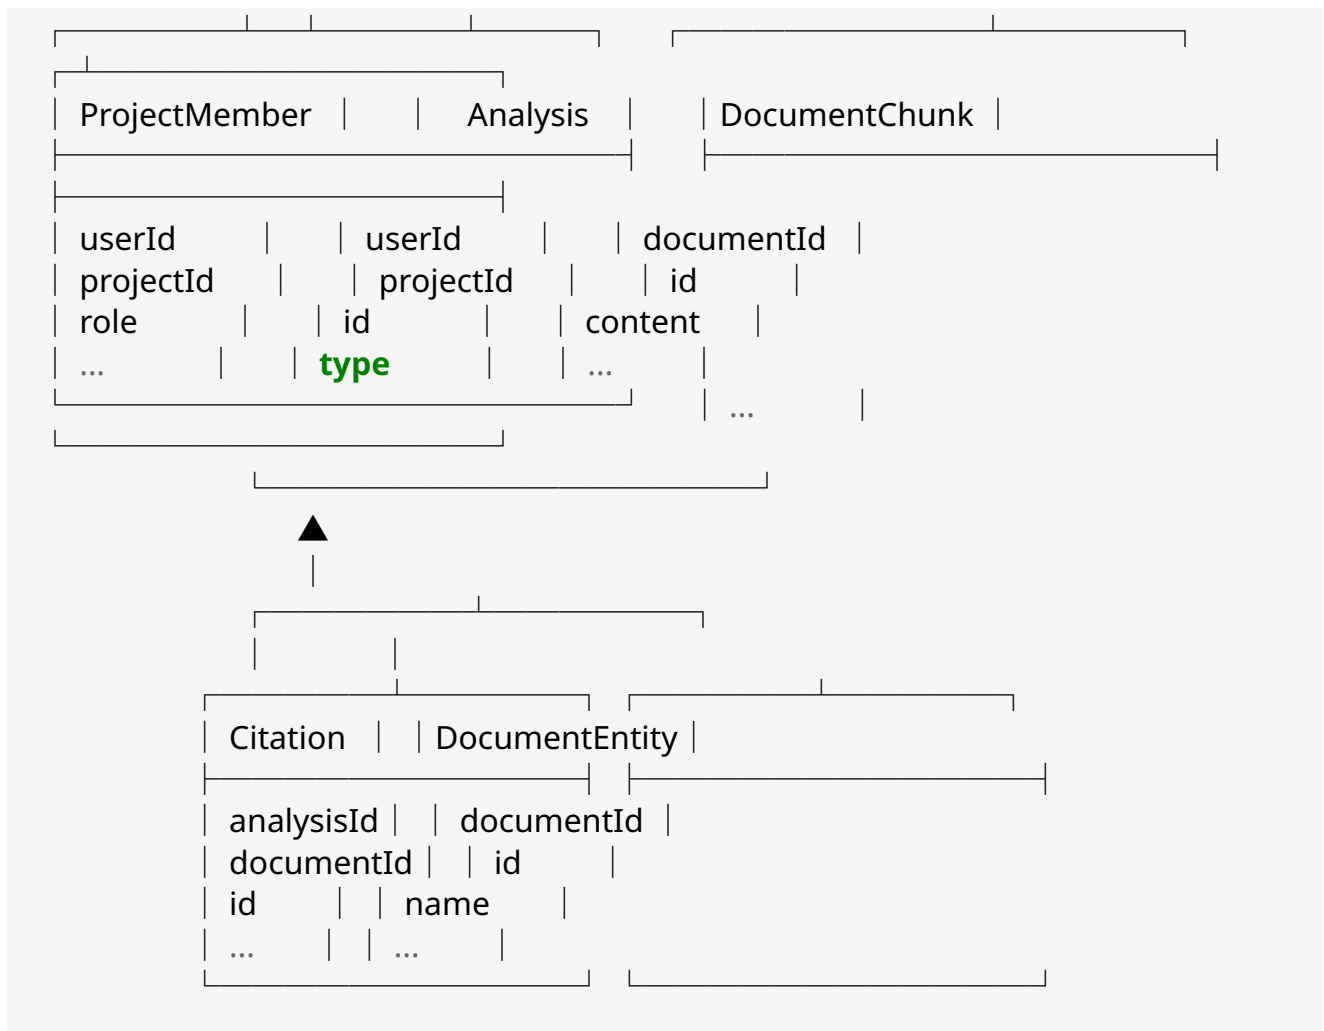 ┌───────────┴───┴─────────┴───────┐ ┌───────────────────┴───────────┐
┌─┴─────────────────────────┐
│ ProjectMember │ │ Analysis │ │ DocumentChunk │
├───────────────────────────────────┤ ├───────────────────────────────┤
├───────────────────────────┤
│ userId │ │ userId │ │ documentId │
│ projectId │ │ projectId │ │ id │
│ role │ │ id │ │ content │
│ ... │ │ type │ │ ... │
└───────────────────────────────────┘ │ ... │
└───────────────────────────┘
└───────────────────────────────┘
▲
│
┌─────────────┴─────────────┐
│ │
┌───────────┴───────────┐ ┌───────────┴───────────┐
│ Citation │ │ DocumentEntity │
├───────────────────────┤ ├─────────────────────────┤
│ analysisId │ │ documentId │
│ documentId │ │ id │
│ id │ │ name │
│ ... │ │ ... │
└───────────────────────┘ └─────────────────────────┘